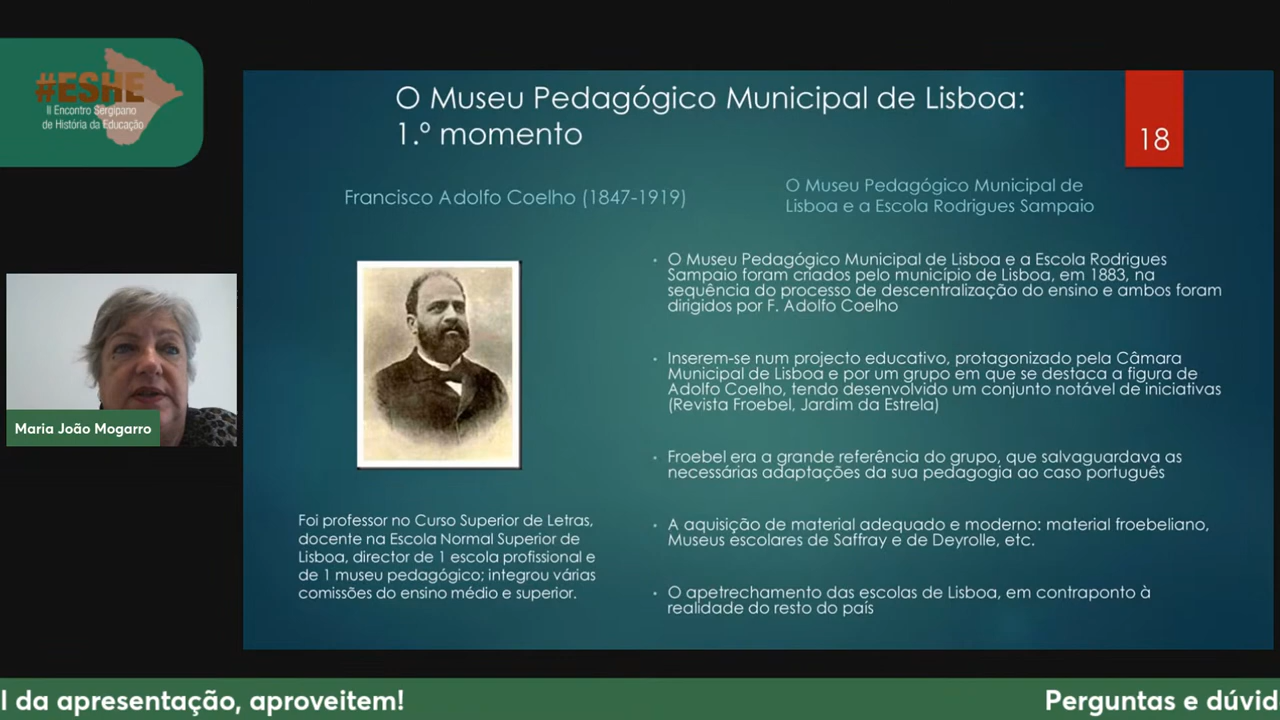 #ESHE
II Encontro Sergipano
de História da Educação
O Museu Pedagógico Municipal de Lisboa:
1.º momento
18
Francisco Adolfo Coelho (1847-1919)
O Museu Pedagógico Municipal de
Lisboa e a Escola Rodrigues Sampaio
Foi professor no Curso Superior de Letras,
docente na Escola Normal Superior de
Lisboa, director de 1 escola profissional e
de 1 museu pedagógico; integrou várias
comissões do ensino médio e superior.
• O Museu Pedagógico Municipal de Lisboa e a Escola Rodrigues
Sampaio foram criados pelo município de Lisboa, em 1883, na
sequência do processo de descentralização do ensino e ambos foram
dirigidos por F. Adolfo Coelho
• Inserem-se num projecto educativo, protagonizado pela Câmara
Municipal de Lisboa e por um grupo em que se destaca a figura de
Adolfo Coelho, tendo desenvolvido um conjunto notável de iniciativas
(Revista Froebel, Jardim da Estrela)
• Froebel era a grande referência do grupo, que salvaguardava as
necessárias adaptações da sua pedagogia ao caso português
• A aquisição de material adequado e moderno: material froebeliano,
Museus escolares de Saffray e de Deyrolle, etc.
• O apetrechamento das escolas de Lisboa, em contraponto à
realidade do resto do país
Maria João Mogarro
l da apresentação, aproveitem!
Perguntas e dúvid